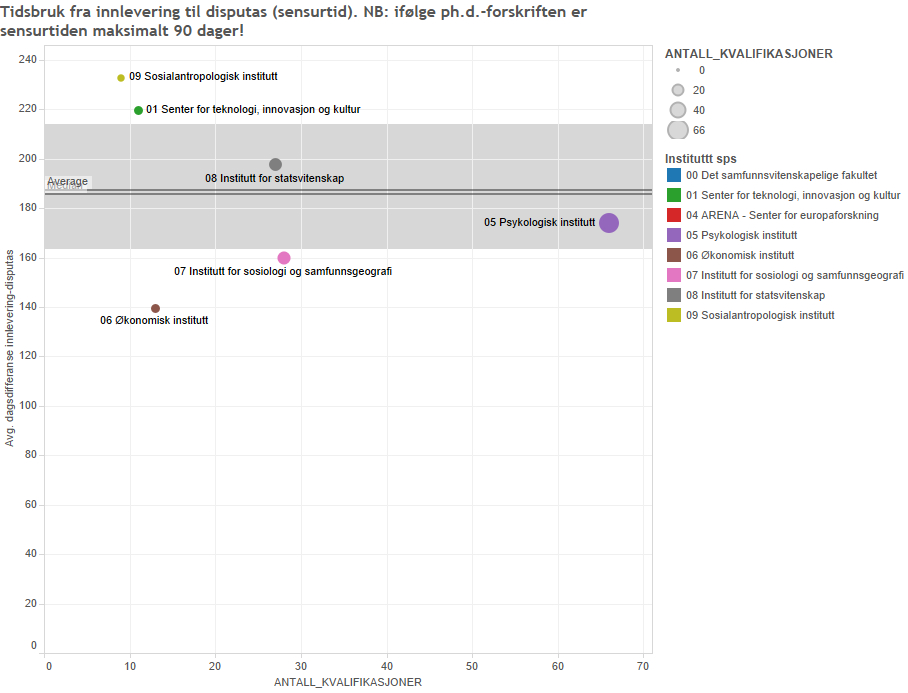 Tidsbruk fra innlevering til disputas (sensurtid). NB: ifølge ph.d.-forskriften er
sensurtiden maksimalt 90 dager!
240
220
200
180
160
140
120
100
80
60
40
20
0
Avg. dagsdifferanse innlevering-disputas
09 Sosialantropologisk institutt
01 Senter for teknologi, innovasjon og kultur
08 Institutt for statsvitenskap
Average
Median
05 Psykologisk institutt
07 Institutt for sosiologi og samfunnsgeografi
06 Økonomisk institutt
0
10
20
30
40
50
60
70
ANTALL_KVALIFIKASJONER
ANTALL_KVALIFIKASJONER
0
20
40
66
Instituttt sps
00 Det samfunnsvitenskapelige fakultet
01 Senter for teknologi, innovasjon og kultur
04 ARENA - Senter for europaforskning
05 Psykologisk institutt
06 Økonomisk institutt
07 Institutt for sosiologi og samfunnsgeografi
08 Institutt for statsvitenskap
09 Sosialantropologisk institutt